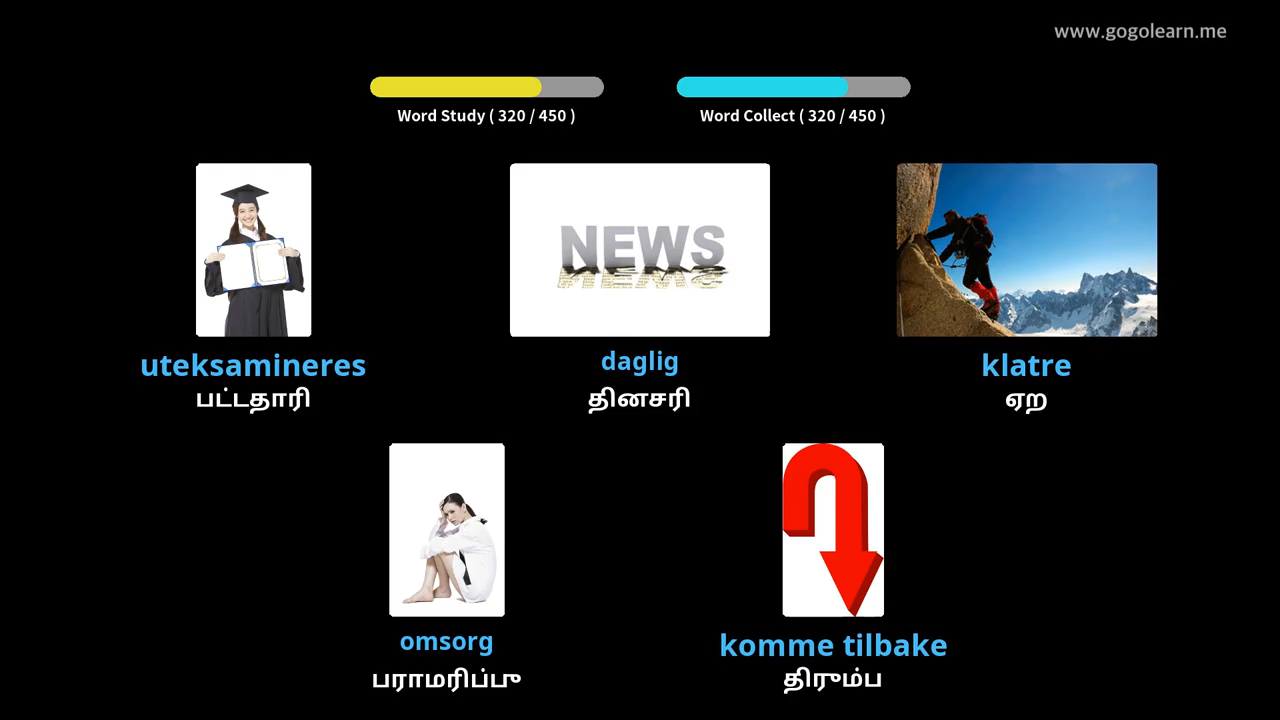 www.gogolearn.me
Word Study ( 320 / 450 )
Word Collect ( 320 / 450 )
NEWS
uteksamineres
பட்டதாரி
daglig
தினசரி
klatre
ஏற
omsorg
பராமரிப்பு
komme tilbake
திரும்ப